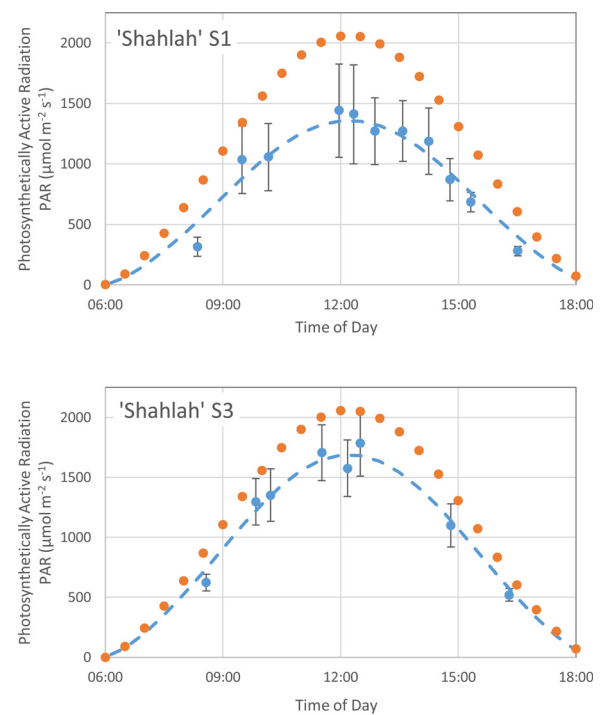 'Shahlah' S1
Photosynthetically Active Radiation
PAR (µmol m⁻² s⁻¹)
2000
1500
1000
500
0
06:00 09:00 12:00 15:00 18:00
Time of Day
'Shahlah' S3
Photosynthetically Active Radiation
PAR (µmol m⁻² s⁻¹)
2000
1500
1000
500
0
06:00 09:00 12:00 15:00 18:00
Time of Day